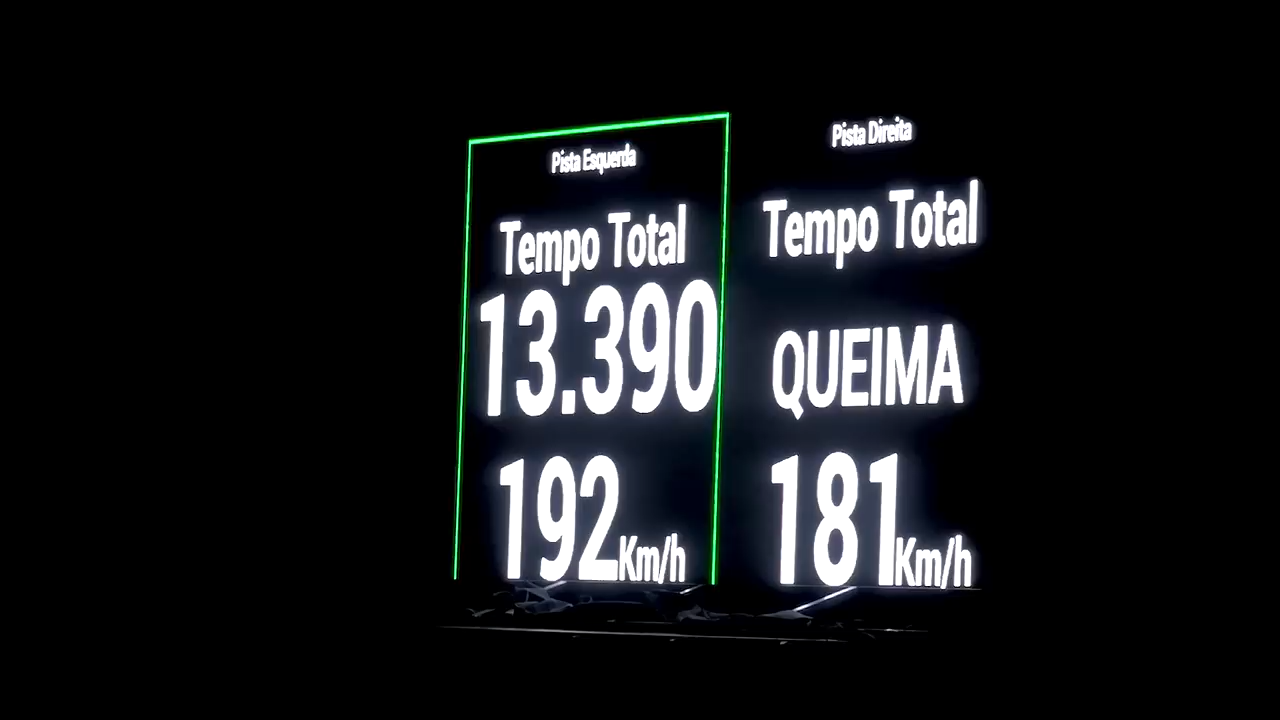 Pista Esquerda
Tempo Total
13.390
192Km/h
Pista Direita
Tempo Total
QUEIMA
181Km/h